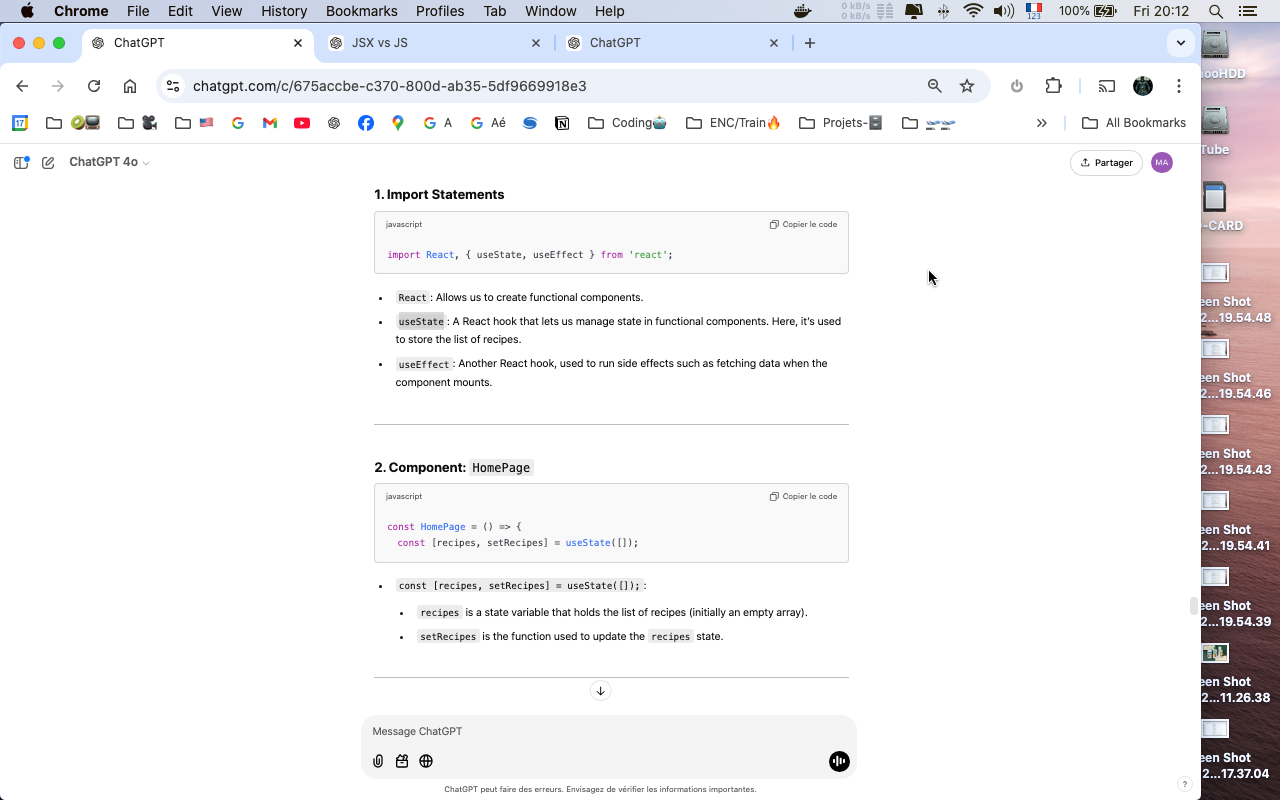 Chrome File Edit View History Bookmarks Profiles Tab Window Help
0 kB/s
0 kB/s
123
100%
Fri 20:12
ChatGPT
JSX vs JS
ChatGPT
chatgpt.com/c/675accbe-c370-800d-ab35-5df9669918e3
17
A
Aé
Coding
ENC/Train
Projets-
All Bookmarks
ChatGPT 4o
Partager
MA
1. Import Statements
javascript
Copier le code
import React, { useState, useEffect } from 'react';
React : Allows us to create functional components.
useState : A React hook that lets us manage state in functional components. Here, it's used
to store the list of recipes.
useEffect : Another React hook, used to run side effects such as fetching data when the
component mounts.
2. Component: HomePage
javascript
Copier le code
const HomePage = () => {
const [recipes, setRecipes] = useState([]);
const [recipes, setRecipes] = useState([]); :
recipes is a state variable that holds the list of recipes (initially an empty array).
setRecipes is the function used to update the recipes state.
Message ChatGPT
ChatGPT peut faire des erreurs. Envisagez de vérifier les informations importantes.
?
ooHDD
Tube
-CARD
een Shot
2...19.54.48
een Shot
2...19.54.46
een Shot
2...19.54.43
een Shot
2...19.54.41
een Shot
2...19.54.39
een Shot
2...11.26.38
een Shot
2...17.37.04